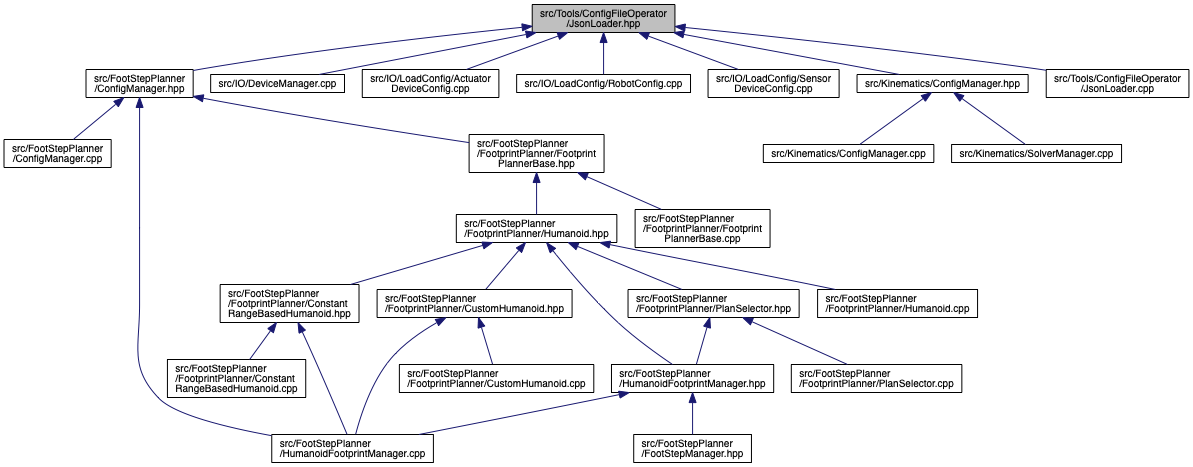 src/Tools/ConfigFileOperator
/JsonLoader.hpp
src/FootStepPlanner
/ConfigManager.hpp
src/IO/DeviceManager.cpp
src/IO/LoadConfig/Actuator
DeviceConfig.cpp
src/IO/LoadConfig/RobotConfig.cpp
src/IO/LoadConfig/Sensor
DeviceConfig.cpp
src/Kinematics/ConfigManager.hpp
src/Tools/ConfigFileOperator
/JsonLoader.cpp
src/FootStepPlanner
/ConfigManager.cpp
src/FootStepPlanner
/FootprintPlanner/Footprint
PlannerBase.hpp
src/Kinematics/ConfigManager.cpp
src/Kinematics/SolverManager.cpp
src/FootStepPlanner
/FootprintPlanner/Humanoid.hpp
src/FootStepPlanner
/FootprintPlanner/Footprint
PlannerBase.cpp
src/FootStepPlanner
/FootprintPlanner/Constant
RangeBasedHumanoid.hpp
src/FootStepPlanner
/FootprintPlanner/CustomHumanoid.hpp
src/FootStepPlanner
/FootprintPlanner/PlanSelector.hpp
src/FootStepPlanner
/FootprintPlanner/Humanoid.cpp
src/FootStepPlanner
/FootprintPlanner/Constant
RangeBasedHumanoid.cpp
src/FootStepPlanner
/FootprintPlanner/CustomHumanoid.cpp
src/FootStepPlanner
/HumanoidFootprintManager.hpp
src/FootStepPlanner
/FootprintPlanner/PlanSelector.cpp
src/FootStepPlanner
/HumanoidFootprintManager.cpp
src/FootStepPlanner
/FootStepManager.hpp